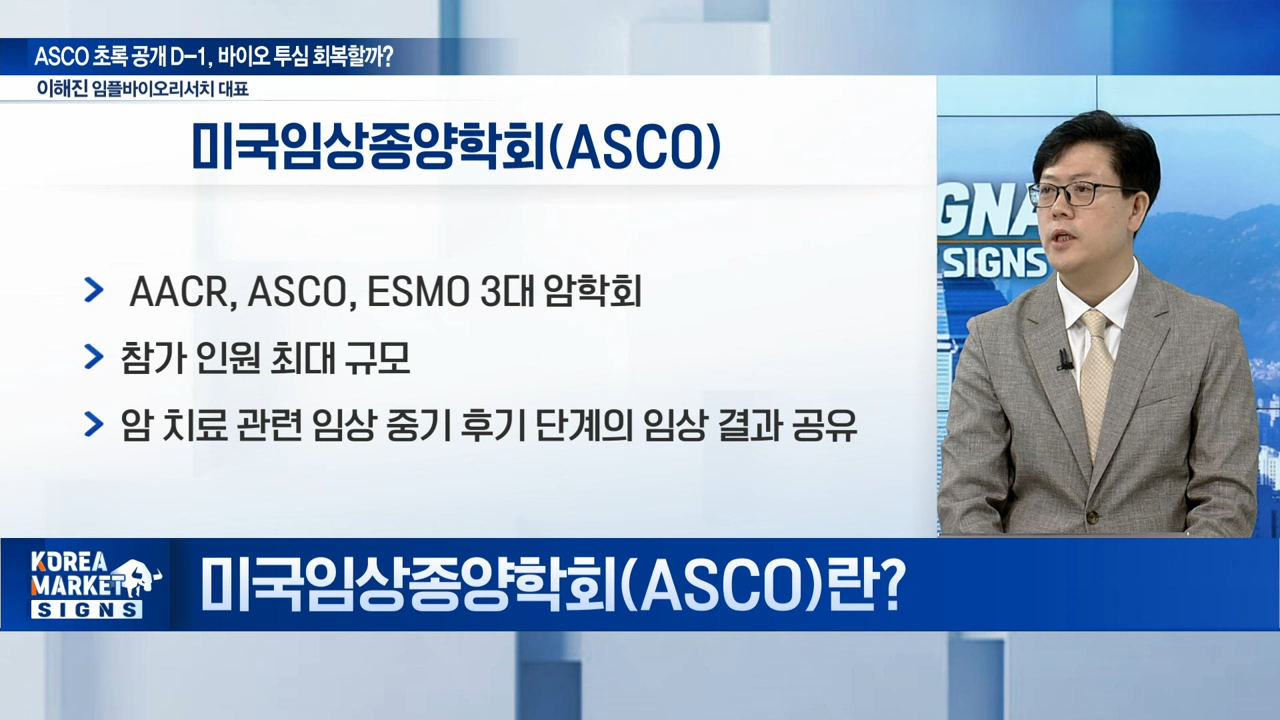 ASCO 초록 공개 D-1, 바이오 투심 회복할까?
이해진 임플바이오리서치 대표
미국임상종양학회(ASCO)
AACR, ASCO, ESMO 3대 암학회
참가 인원 최대 규모
암 치료 관련 임상 중기 후기 단계의 임상 결과 공유
GNA
SIGNS
KOREA
MARKET
SIGNS
미국임상종양학회(ASCO)란?